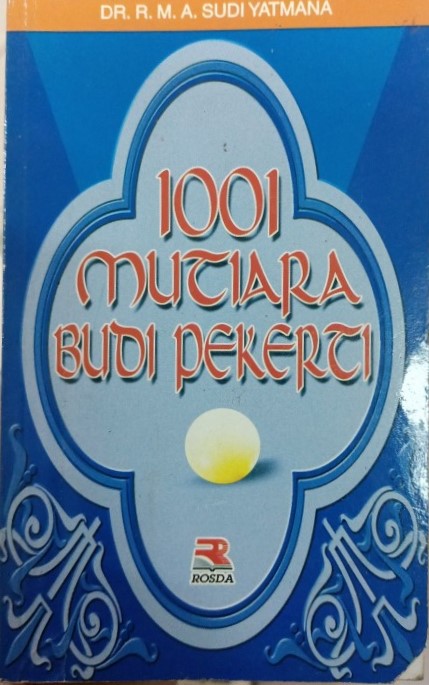 DR. R. M. A. SUDI YATMANA
1001
MUTIARA
BUDI PEKERTI
ROSDA